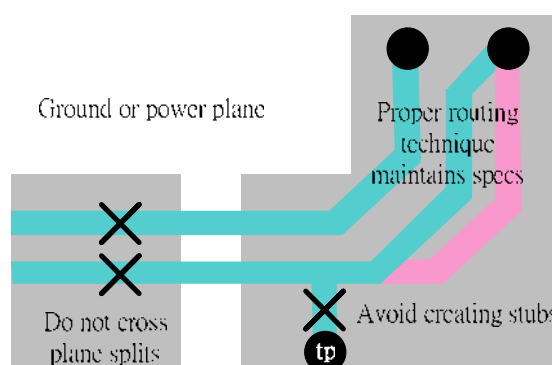 Ground or power plane
Proper routing
technique
maintains specs
Do not cross
plane splits
Avoid creating stubs
tp